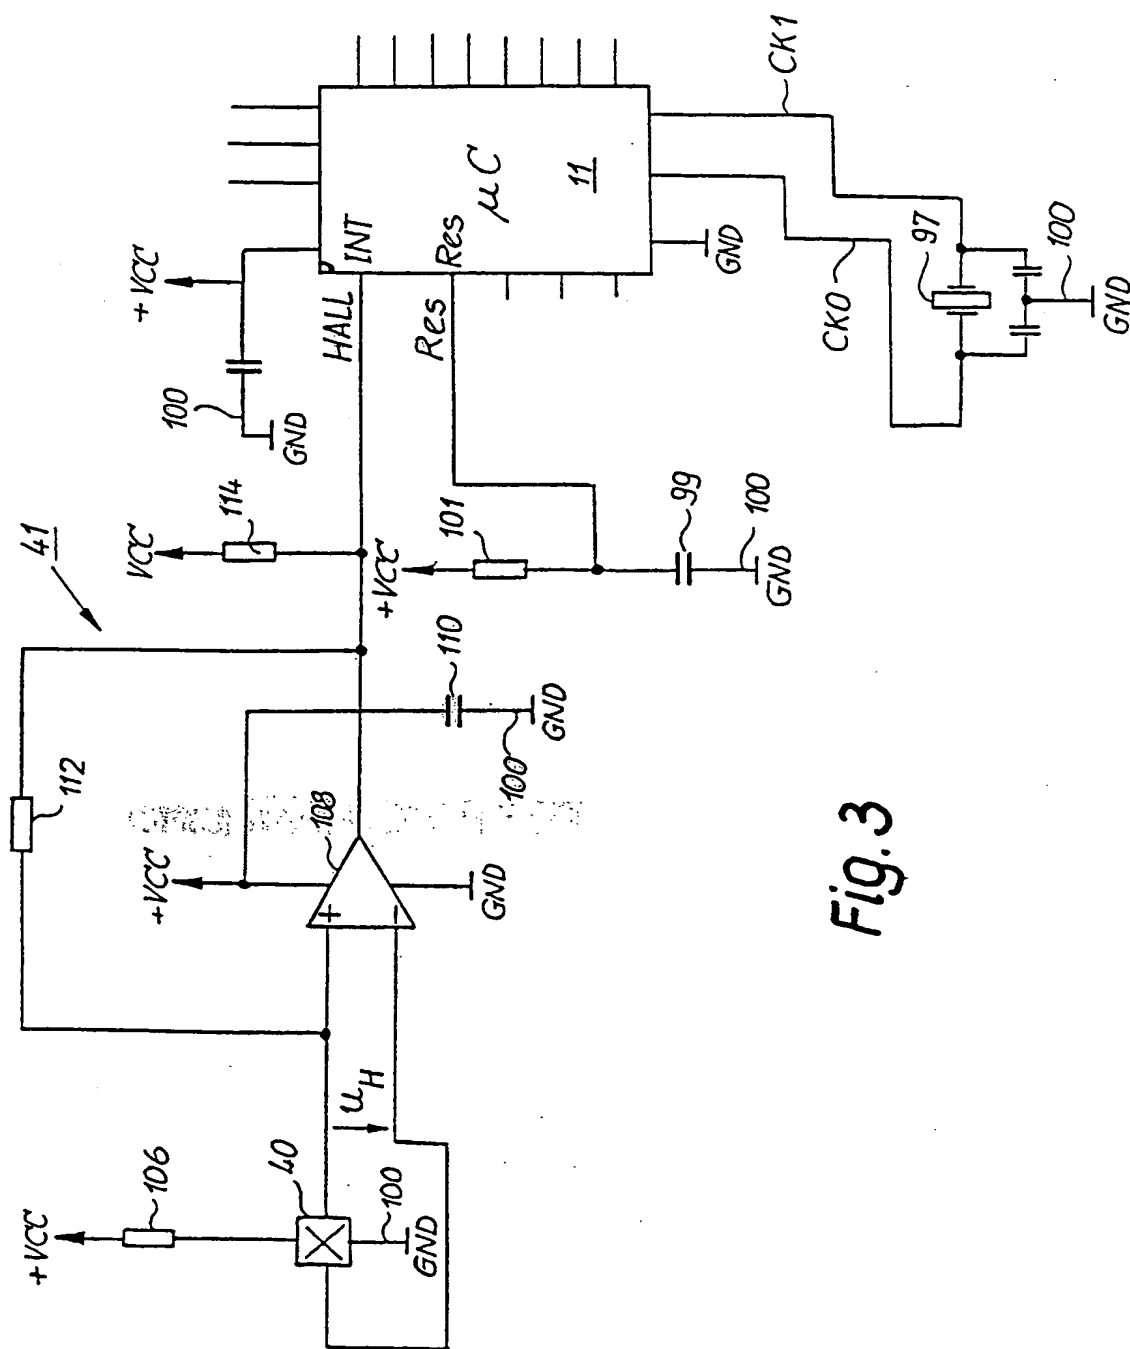 41
112
+VCC
106
40
100
GND
u_H
+VCC
108
GND
110
100
GND
VCC
114
+VCC
101
99
100
GND
+VCC
100
GND
HALL
INT
Res
Res
µC
11
GND
CK0
CK1
97
100
GND
Fig. 3